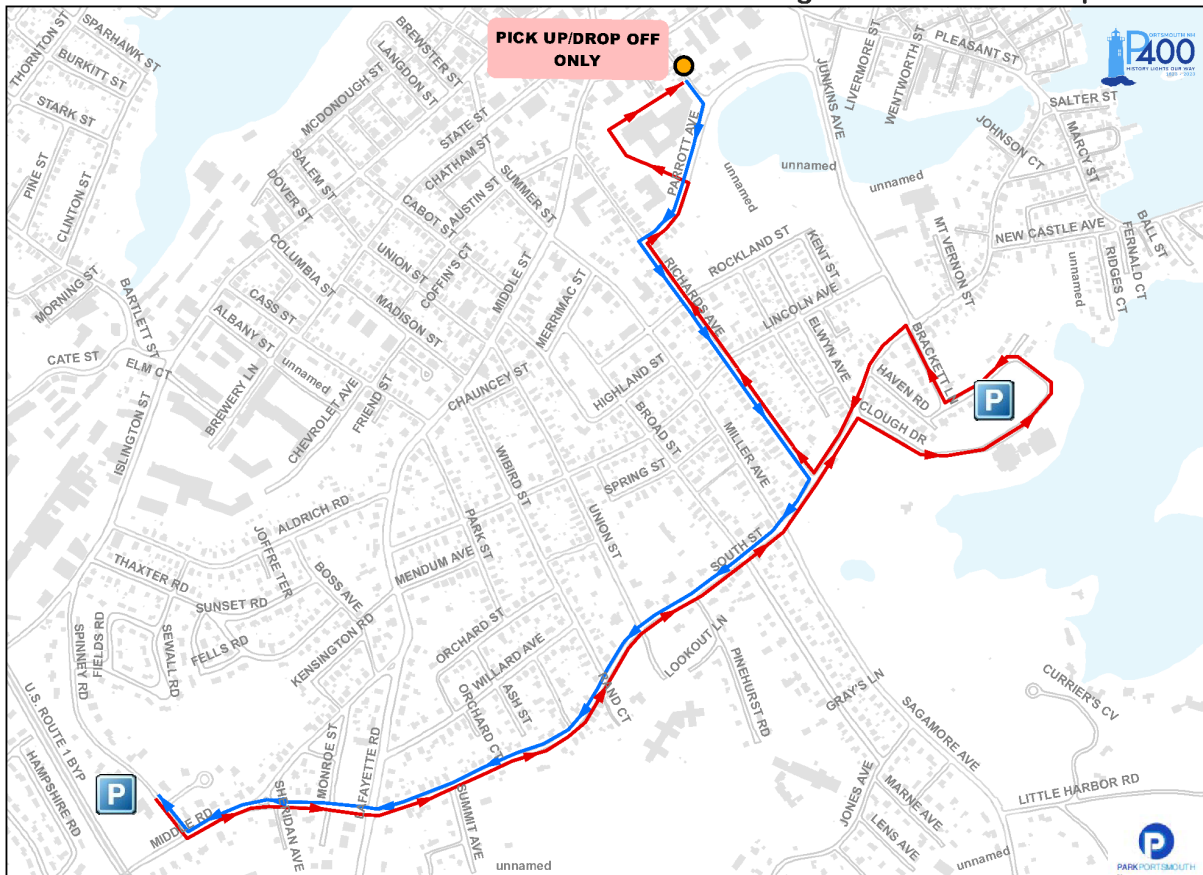 PICK UP/DROP OFF
ONLY
PORTSMOUTH NH
P400
HISTORY LIGHTS OUR WAY
1623 - 2023
THORNTON ST
SPARHAWK ST
BURKITT ST
STARK ST
PINE ST
CLINTON ST
MORNING ST
BARTLETT ST
CATE ST
ELM CT
ISLINGTON ST
BREWSTER ST
LANGDON ST
MCDONOUGH ST
STATE ST
SALEM ST
DOVER ST
CHATHAM ST
CABOT ST
AUSTIN ST
SUMMER ST
COLUMBIA ST
UNION ST
COFFIN'S CT
MIDDLE ST
CASS ST
MADISON ST
ALBANY ST
unnamed
BREWERY LN
CHEVROLET AVE
FRIEND ST
MERRIMAC ST
CHAUNCEY ST
HIGHLAND ST
BROAD ST
SPRING ST
MILLER AVE
WIBIRD ST
UNION ST
PARK ST
PARROTT AVE
RICHARDS AVE
ROCKLAND ST
KENT ST
LINCOLN AVE
ELWYN AVE
JUNKINS AVE
LIVERMORE ST
WENTWORTH ST
PLEASANT ST
SALTER ST
MARCY ST
JOHNSON CT
unnamed
unnamed
unnamed
MT VERNON ST
NEW CASTLE AVE
BALL ST
FERNALD CT
RIDGES CT
unnamed
BRACKETT LN
HAVEN RD
CLOUGH DR
P
SOUTH ST
ALDRICH RD
JOFFRE TER
THAXTER RD
BOSS AVE
MENDUM AVE
SUNSET RD
FELLS RD
KENSINGTON RD
SEWALL RD
FIELDS RD
SPINNEY RD
U.S. ROUTE 1 BYP
HAMPSHIRE RD
ORCHARD ST
WILLARD AVE
ASH ST
ORCHARD CT
LOOKOUT LN
PINEHURST RD
GRAY'S LN
SAGAMORE AVE
CURRIER'S CV
LITTLE HARBOR RD
JONES AVE
MARNE AVE
LENS AVE
unnamed
P
MIDDLE RD
SHERIDAN AVE
MONROE ST
LAFAYETTE RD
SUMMIT AVE
unnamed
P
PARKPORTSMOUTH